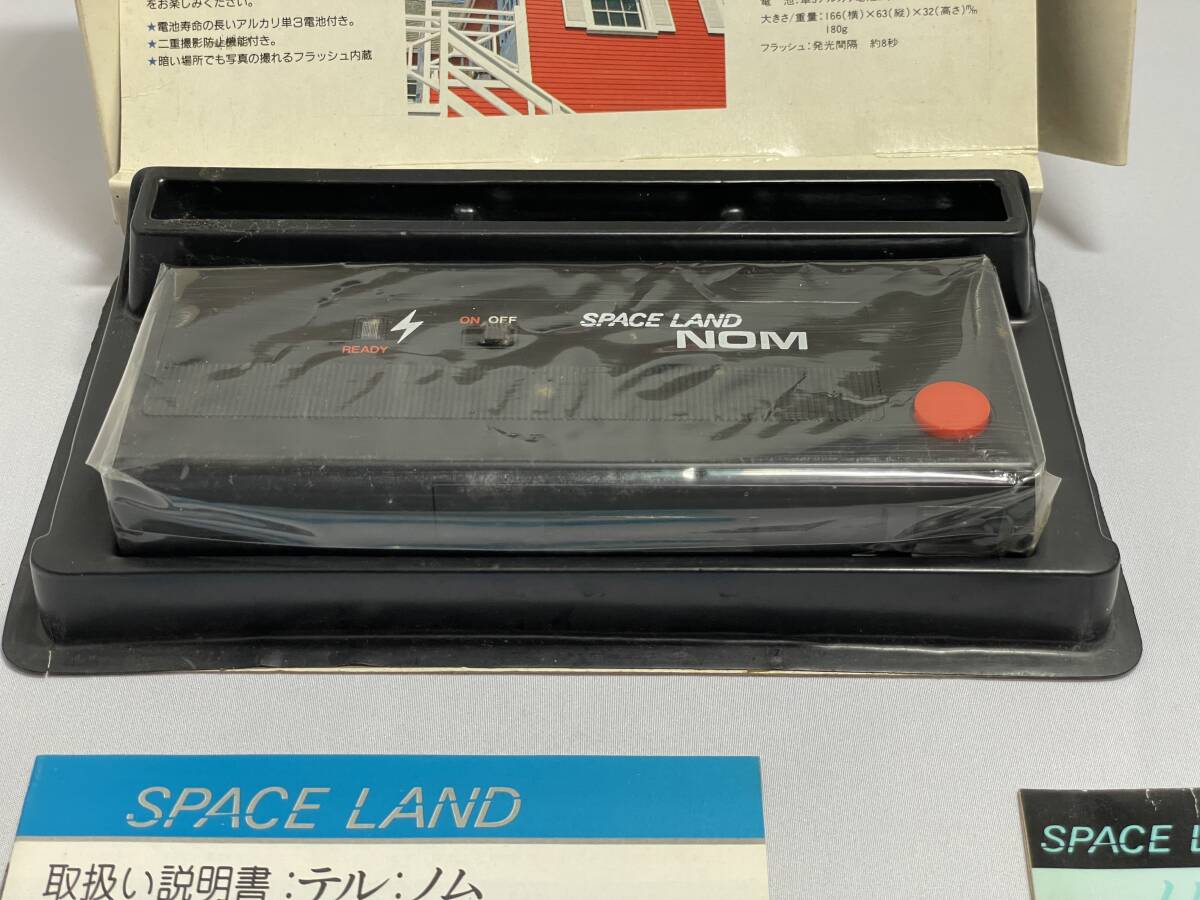 をお楽しみください。
★電池寿命の長いアルカリ単3電池付き。
★二重撮影防止機能付き。
★暗い場所でも写真の撮れるフラッシュ内蔵
大きさ/重量:166(横)×63(縦)×32(高さ)㎜
180g
フラッシュ:発光間隔 約8秒
READY
ON OFF
SPACE LAND
NOM
SPACE LAND
取扱い説明書:テル:ノム
SPACE